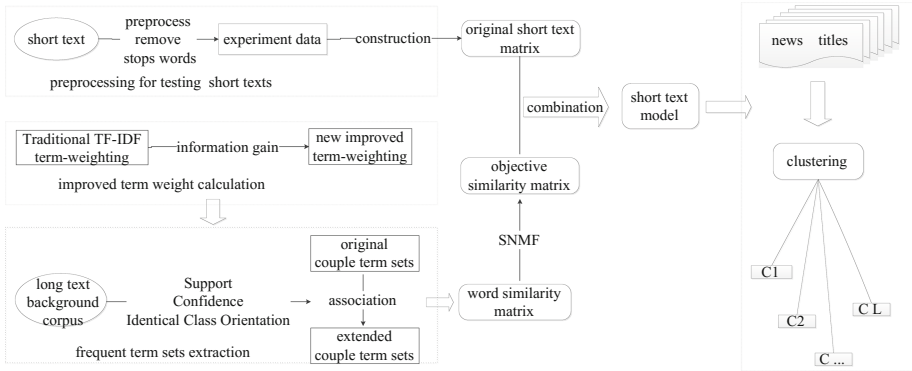 short text
preprocess
remove
stops words
experiment data
construction
original short text
matrix
preprocessing for testing short texts
Traditional TF-IDF
term-weighting
information gain
new improved
term-weighting
improved term weight calculation
long text
background
corpus
Support
Confidence
Identical Class Orientation
original
couple term sets
association
extended
couple term sets
frequent term sets extraction
word similarity
matrix
SNMF
objective
similarity matrix
combination
short text
model
news titles
clustering
C1
C2
C ...
C L